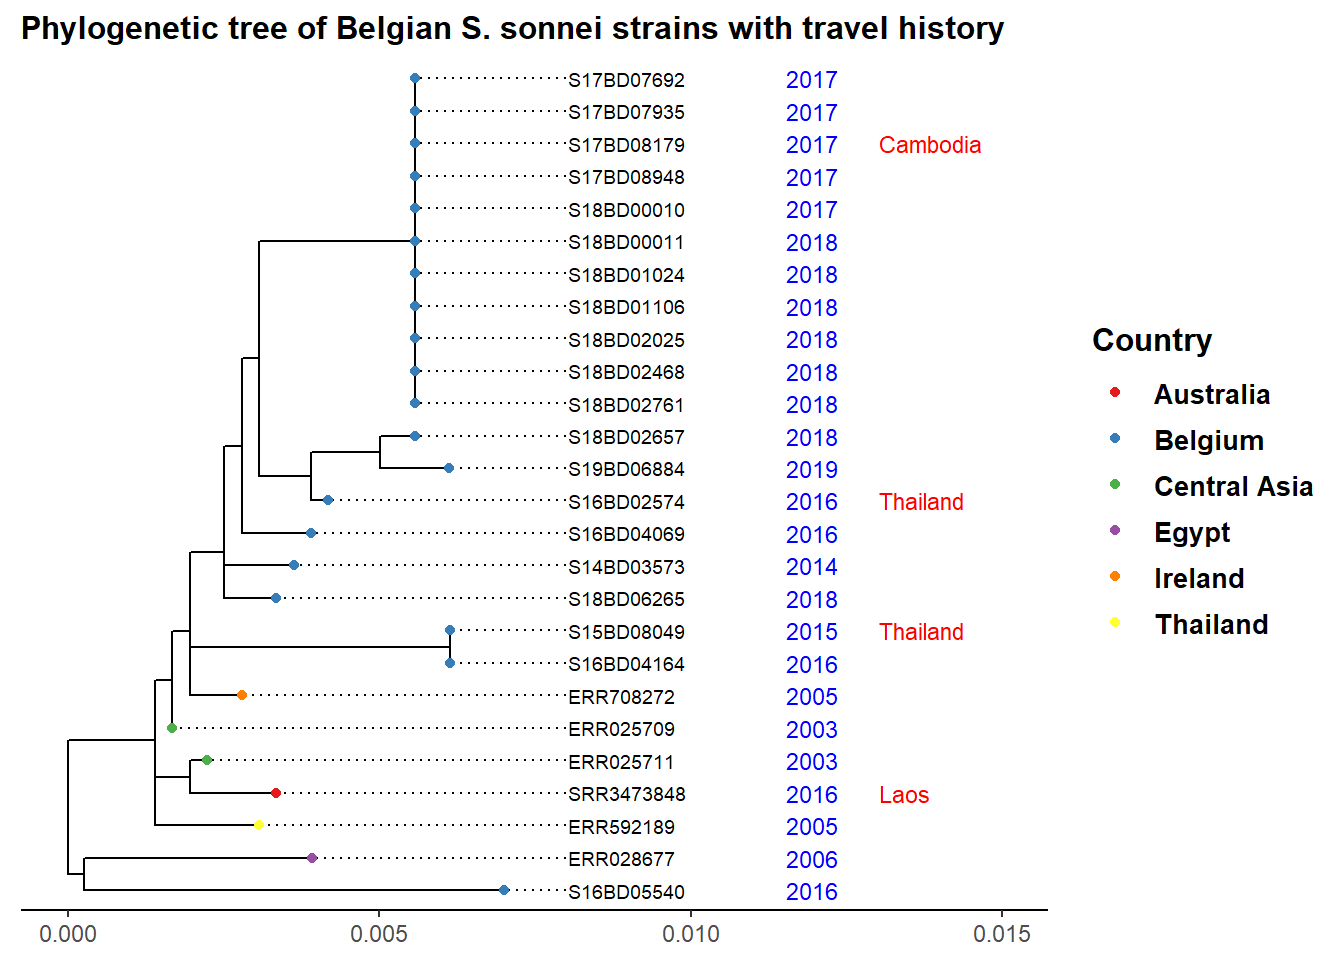 Phylogenetic tree of Belgian S. sonnei strains with travel history
S17BD07692 2017
S17BD07935 2017
S17BD08179 2017 Cambodia
S17BD08948 2017
S18BD00010 2017
S18BD00011 2018
S18BD01024 2018
S18BD01106 2018
S18BD02025 2018
S18BD02468 2018
S18BD02761 2018
S18BD02657 2018
S19BD06884 2019
S16BD02574 2016 Thailand
S16BD04069 2016
S14BD03573 2014
S18BD06265 2018
S15BD08049 2015 Thailand
S16BD04164 2016
ERR708272 2005
ERR025709 2003
ERR025711 2003
SRR3473848 2016 Laos
ERR592189 2005
ERR028677 2006
S16BD05540 2016
0.000 0.005 0.010 0.015
Country
Australia
Belgium
Central Asia
Egypt
Ireland
Thailand